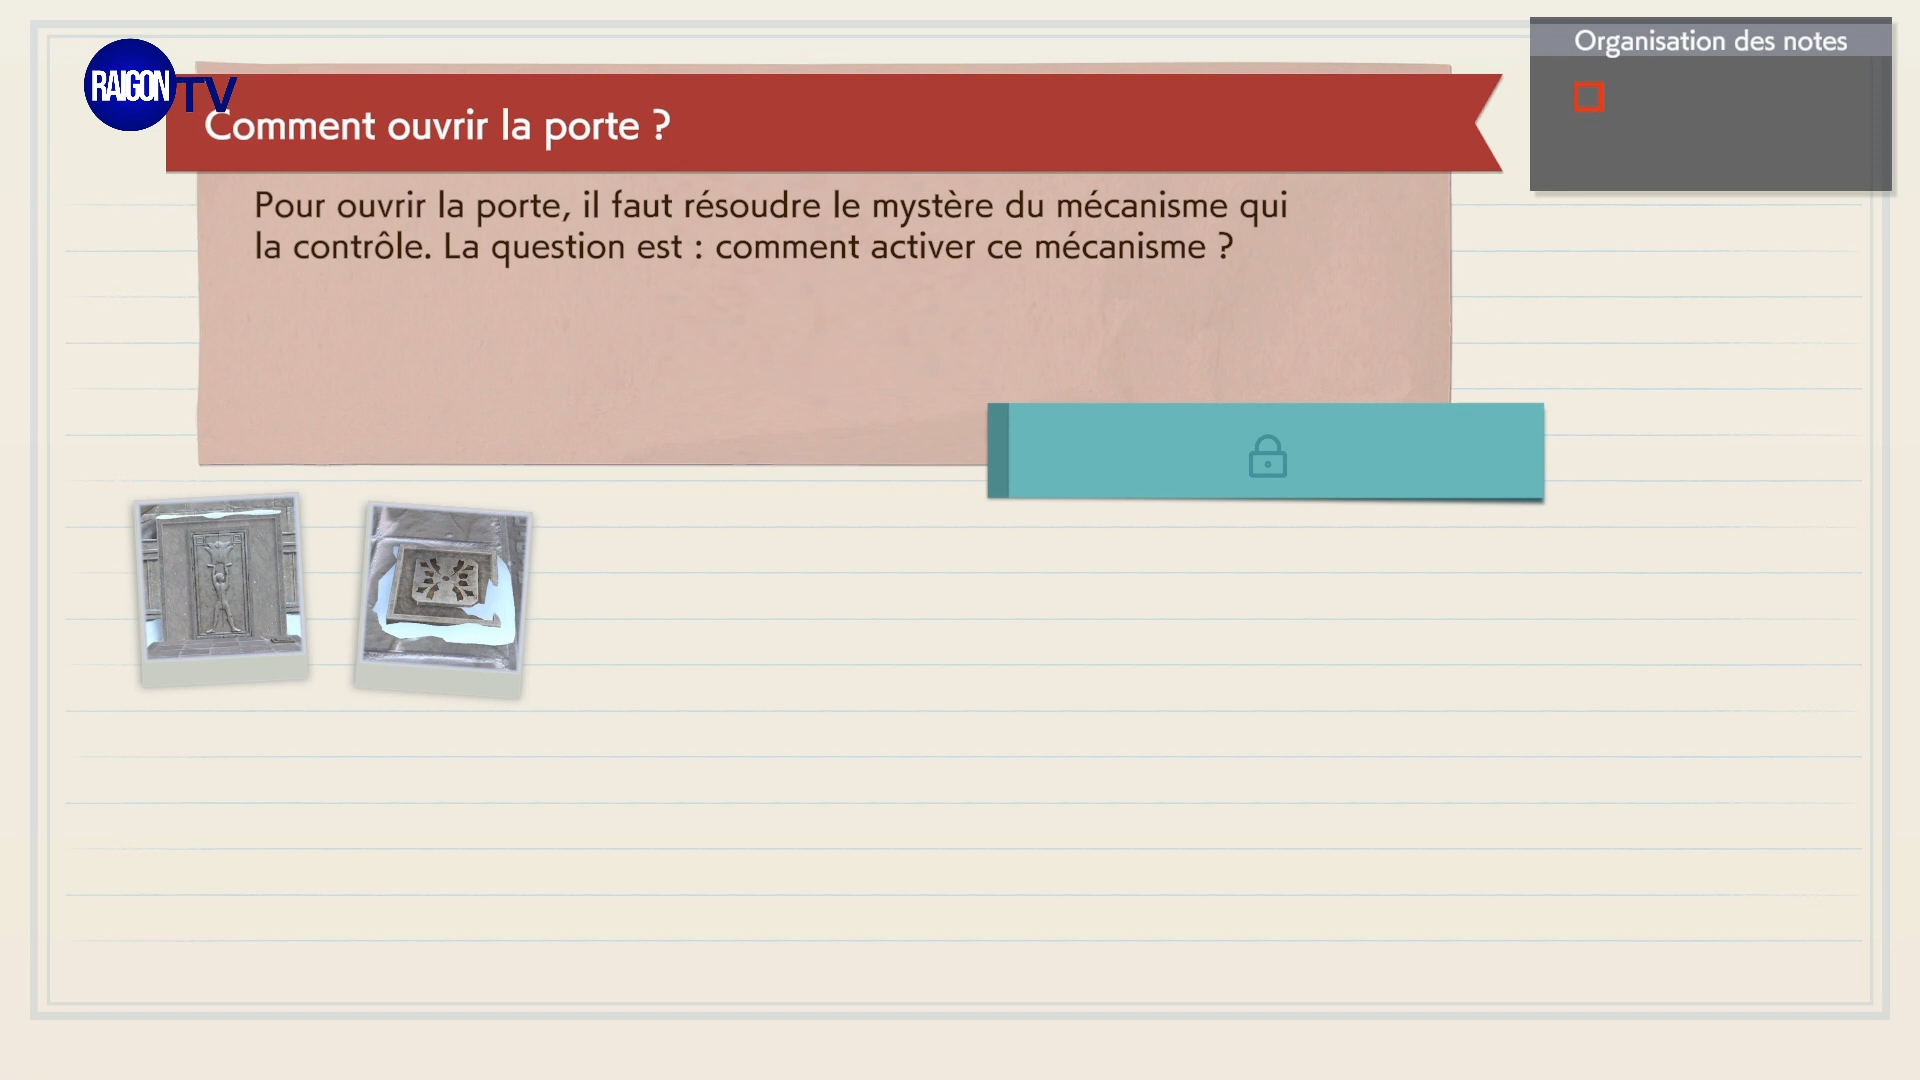 Organisation des notes
RAIGON TV
Comment ouvrir la porte ?
Pour ouvrir la porte, il faut résoudre le mystère du mécanisme qui
la contrôle. La question est : comment activer ce mécanisme ?